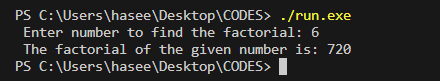 PS C:\Users\hasee\Desktop\CODES> ./run.exe
Enter number to find the factorial: 6
The factorial of the given number is: 720
PS C:\Users\hasee\Desktop\CODES>